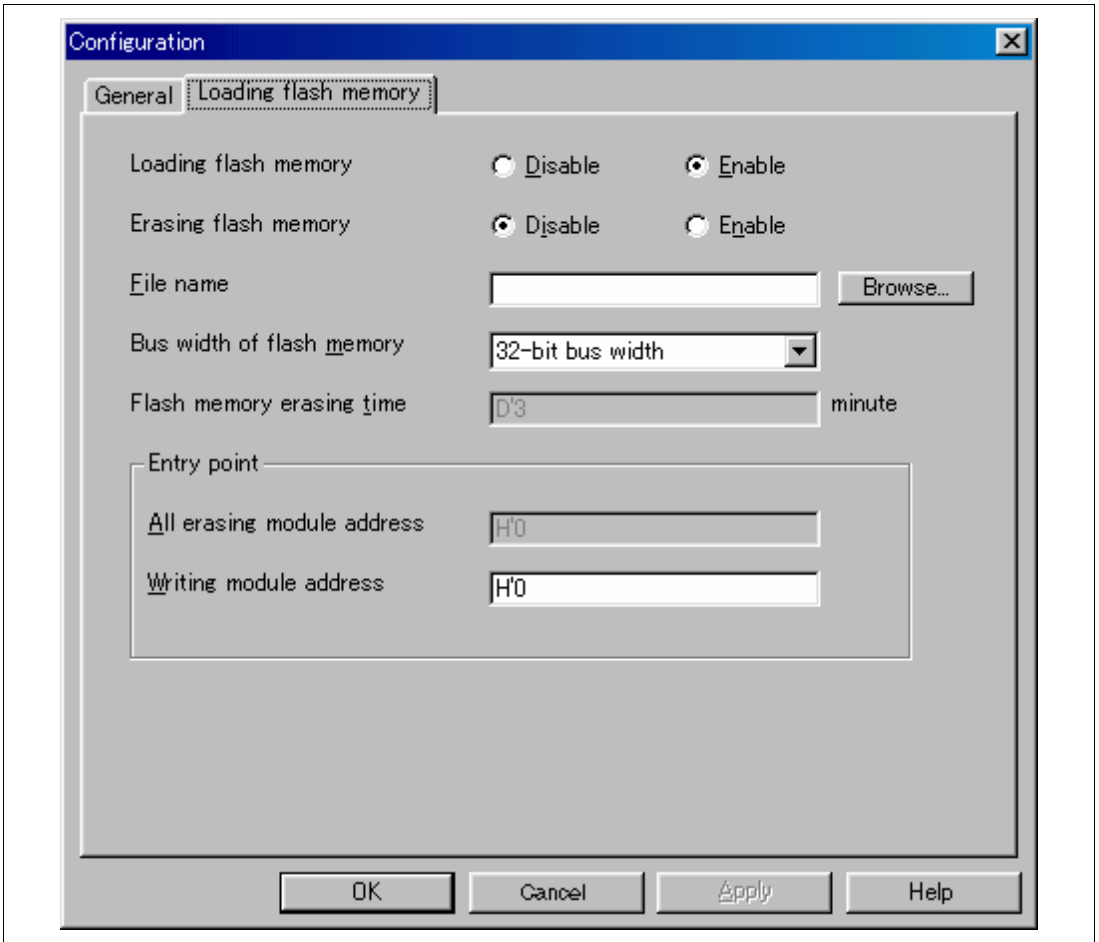 Configuration
General Loading flash memory
Loading flash memory Disable Enable
Erasing flash memory Disable Enable
File name Browse...
Bus width of flash memory 32-bit bus width
Flash memory erasing time D'3 minute
Entry point
All erasing module address H'0
Writing module address H'0
OK Cancel Apply Help